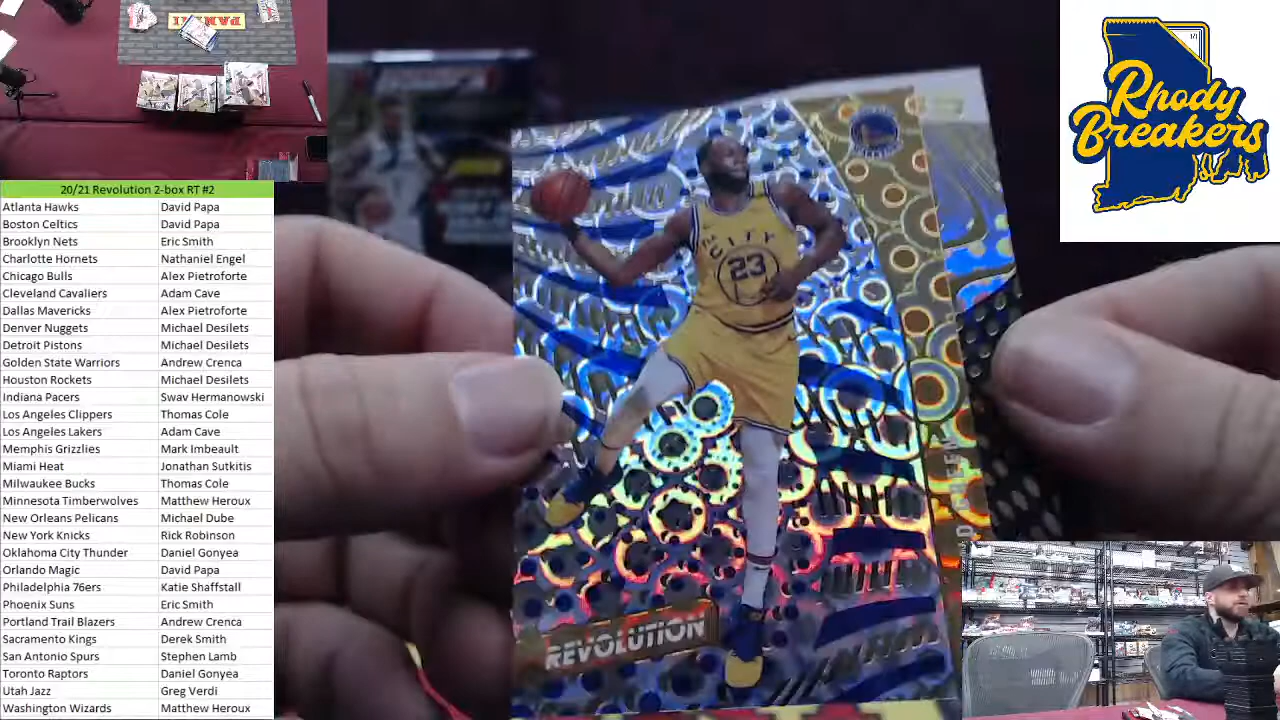 PANINI
20/21 Revolution 2-box RT #2
Atlanta Hawks David Papa
Boston Celtics David Papa
Brooklyn Nets Eric Smith
Charlotte Hornets Nathaniel Engel
Chicago Bulls Alex Pietroforte
Cleveland Cavaliers Adam Cave
Dallas Mavericks Alex Pietroforte
Denver Nuggets Michael Desilets
Detroit Pistons Michael Desilets
Golden State Warriors Andrew Crenca
Houston Rockets Michael Desilets
Indiana Pacers Swav Hermanowski
Los Angeles Clippers Thomas Cole
Los Angeles Lakers Adam Cave
Memphis Grizzlies Mark Imbeault
Miami Heat Jonathan Sutkitis
Milwaukee Bucks Thomas Cole
Minnesota Timberwolves Matthew Heroux
New Orleans Pelicans Michael Dube
New York Knicks Rick Robinson
Oklahoma City Thunder Daniel Gonyea
Orlando Magic David Papa
Philadelphia 76ers Katie Shaffstall
Phoenix Suns Eric Smith
Portland Trail Blazers Andrew Crenca
Sacramento Kings Derek Smith
San Antonio Spurs Stephen Lamb
Toronto Raptors Daniel Gonyea
Utah Jazz Greg Verdi
Washington Wizards Matthew Heroux
THE CITY
23
REVOLUTION
Rhody
Breakers